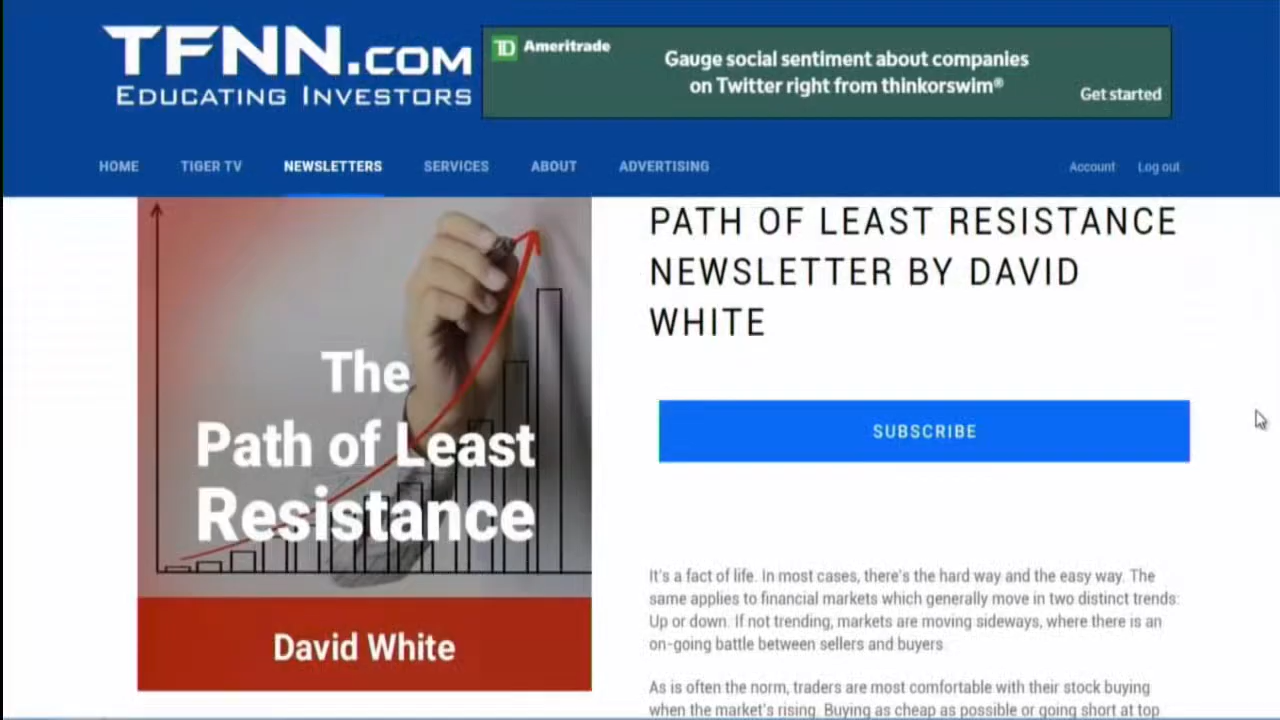 TFNN.COM
EDUCATING INVESTORS
TD Ameritrade
Gauge social sentiment about companies
on Twitter right from thinkorswim®
Get started
HOME TIGER TV NEWSLETTERS SERVICES ABOUT ADVERTISING Account Log out
The
Path of Least
Resistance
David White
PATH OF LEAST RESISTANCE
NEWSLETTER BY DAVID
WHITE
SUBSCRIBE
It's a fact of life. In most cases, there's the hard way and the easy way. The
same applies to financial markets which generally move in two distinct trends:
Up or down. If not trending, markets are moving sideways, where there is an
on-going battle between sellers and buyers.
As is often the norm, traders are most comfortable with their stock buying
when the market's rising. Buying as cheap as possible or going short at top